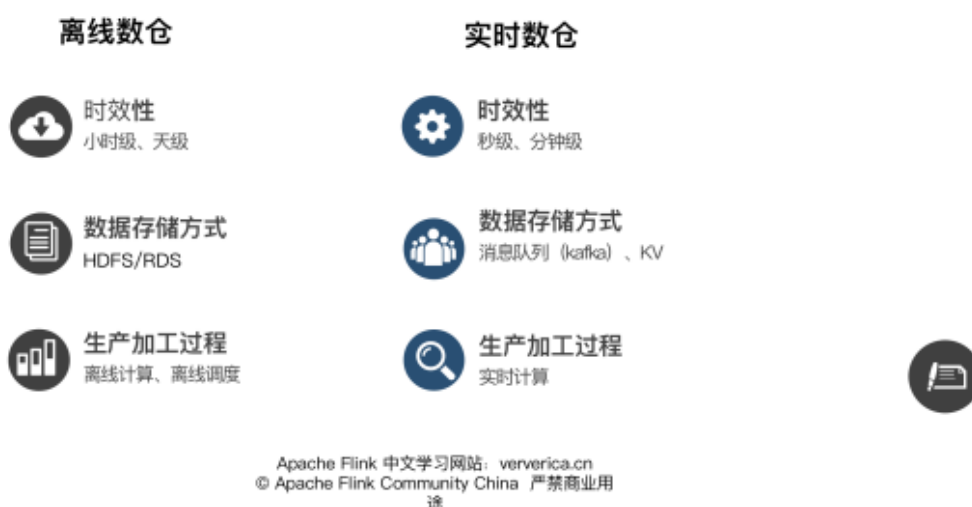 离线数仓
实时数仓
时效性
小时级、天级
时效性
秒级、分钟级
数据存储方式
HDFS/RDS
数据存储方式
消息队列（kafka）、KV
生产加工过程
离线计算、离线调度
生产加工过程
实时计算
Apache Flink 中文学习网站：ververica.cn
© Apache Flink Community China 严禁商业用
途